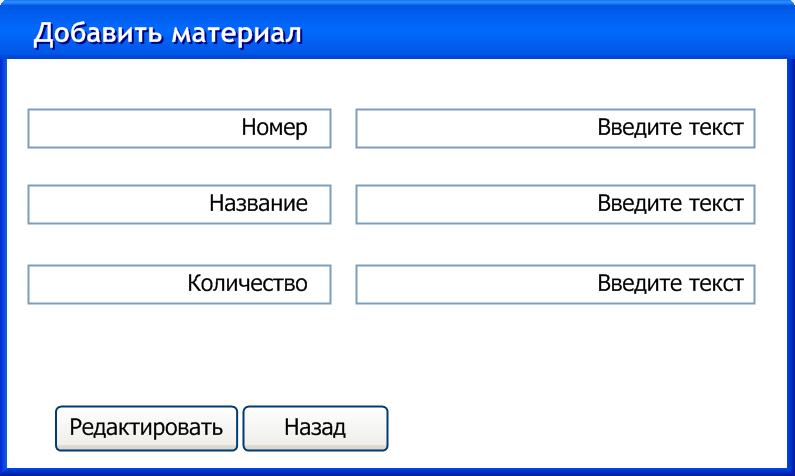 Добавить материал
Номер Введите текст
Название Введите текст
Количество Введите текст
Редактировать Назад